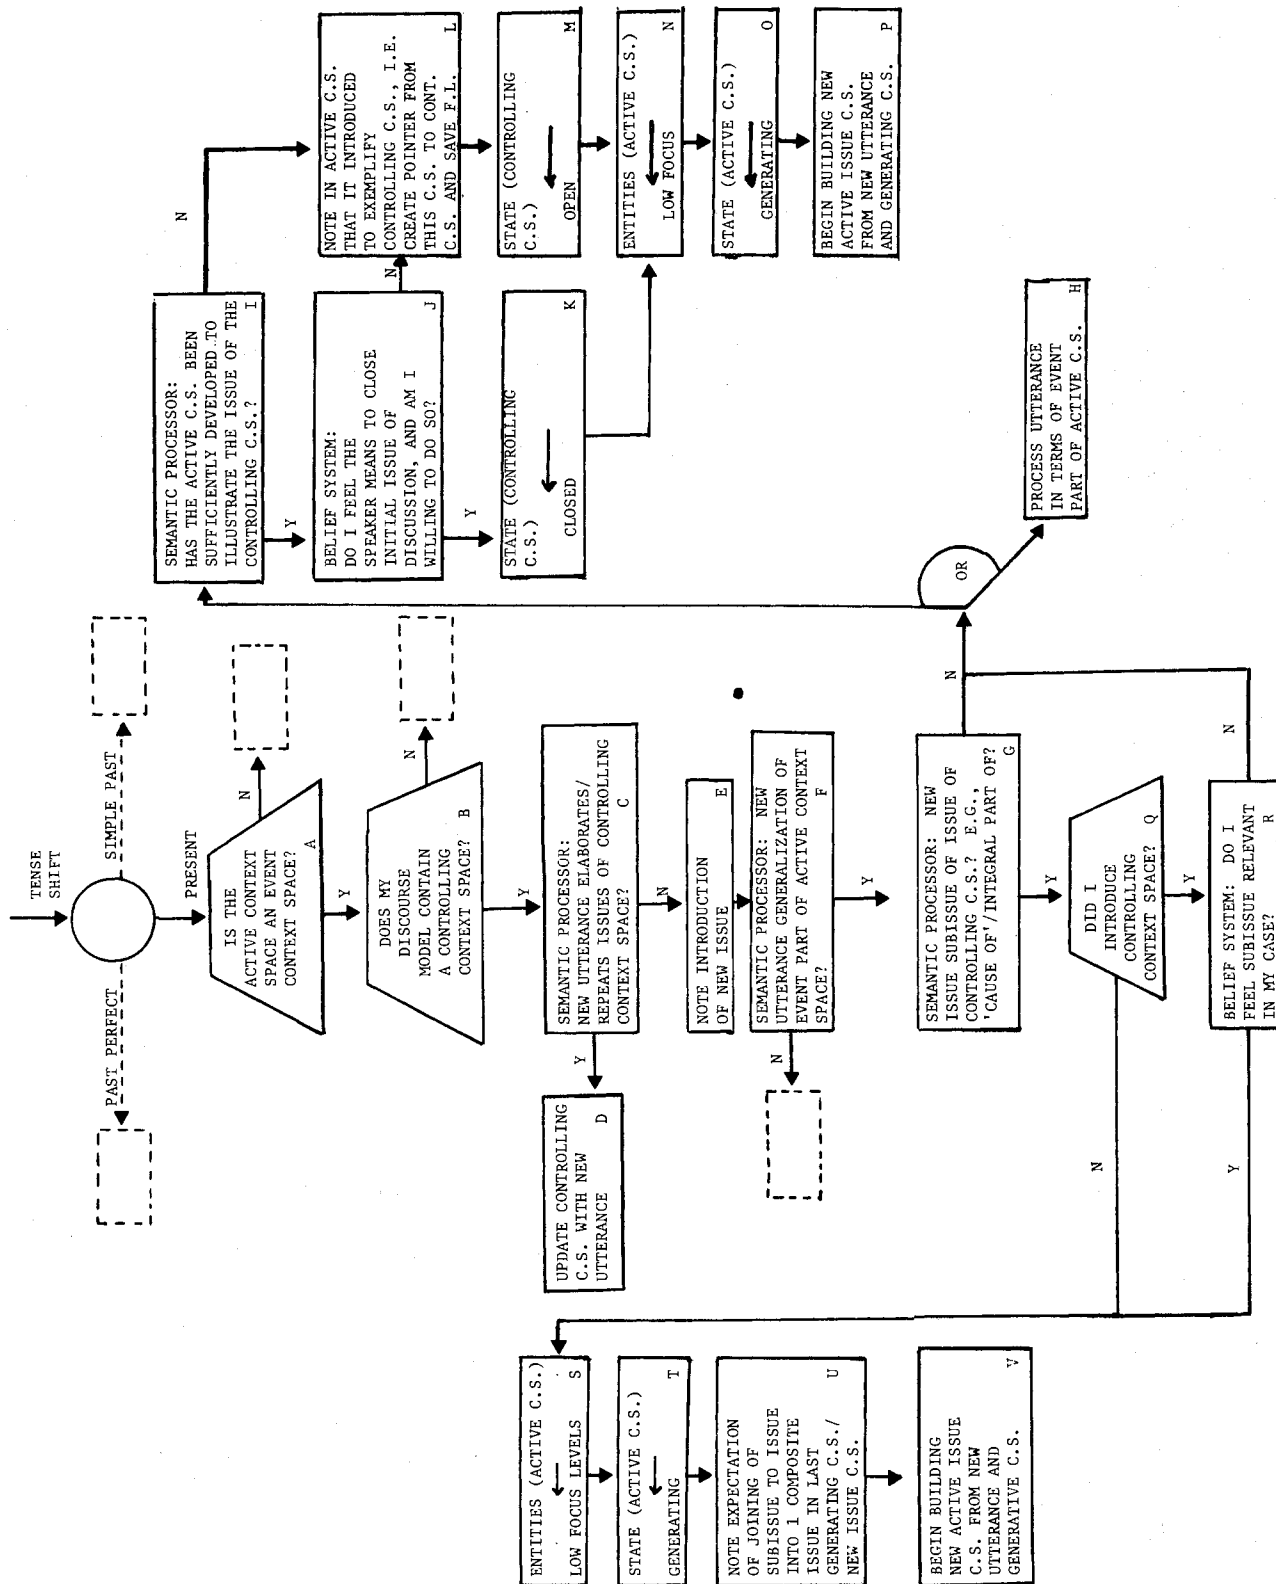 TENSE
SHIFT
PAST PERFECT
SIMPLE PAST
PRESENT
IS THE
ACTIVE CONTEXT
SPACE AN EVENT
CONTEXT SPACE?
A
N
Y
DOES MY
DISCOURSE
MODEL CONTAIN
A CONTROLLING
CONTEXT SPACE? B
N
Y
SEMANTIC PROCESSOR:
NEW UTTERANCE ELABORATES/
REPEATS ISSUES OF CONTROLLING
CONTEXT SPACE? C
Y
N
UPDATE CONTROLLING
C.S. WITH NEW
UTTERANCE D
NOTE INTRODUCTION
OF NEW ISSUE E
SEMANTIC PROCESSOR: NEW
UTTERANCE GENERALIZATION OF
EVENT PART OF ACTIVE CONTEXT
SPACE? F
N
Y
SEMANTIC PROCESSOR: NEW
ISSUE SUBISSUE OF ISSUE OF
CONTROLLING C.S.? E.G.,
'CAUSE OF'/INTEGRAL PART OF?
G
N
Y
OR
PROCESS UTTERANCE
IN TERMS OF EVENT
PART OF ACTIVE C.S. H
SEMANTIC PROCESSOR:
HAS THE ACTIVE C.S. BEEN
SUFFICIENTLY DEVELOPED TO
ILLUSTRATE THE ISSUE OF THE
CONTROLLING C.S.? I
N
Y
BELIEF SYSTEM:
DO I FEEL THE
SPEAKER MEANS TO CLOSE
INITIAL ISSUE OF
DISCUSSION, AND AM I
WILLING TO DO SO? J
N
Y
STATE (CONTROLLING
C.S.)
CLOSED K
NOTE IN ACTIVE C.S.
THAT IT INTRODUCED
TO EXEMPLIFY
CONTROLLING C.S., I.E.
CREATE POINTER FROM
THIS C.S. TO CONT.
C.S. AND SAVE F.L. L
STATE (CONTROLLING
C.S.)
OPEN M
ENTITIES (ACTIVE C.S.)
LOW FOCUS N
STATE (ACTIVE C.S.)
GENERATING O
BEGIN BUILDING NEW
ACTIVE ISSUE C.S.
FROM NEW UTTERANCE
AND GENERATING C.S. P
DID I
INTRODUCE
CONTROLLING
CONTEXT SPACE? Q
N
Y
BELIEF SYSTEM: DO I
FEEL SUBISSUE RELEVANT
IN MY CASE? R
Y
N
ENTITIES (ACTIVE C.S.)
LOW FOCUS LEVELS S
STATE (ACTIVE C.S.)
GENERATING T
NOTE EXPECTATION
OF JOINING OF
SUBISSUE TO ISSUE
INTO 1 COMPOSITE
ISSUE IN LAST
GENERATING C.S./
NEW ISSUE C.S. U
BEGIN BUILDING
NEW ACTIVE ISSUE
C.S. FROM NEW
UTTERANCE AND
GENERATIVE C.S. V